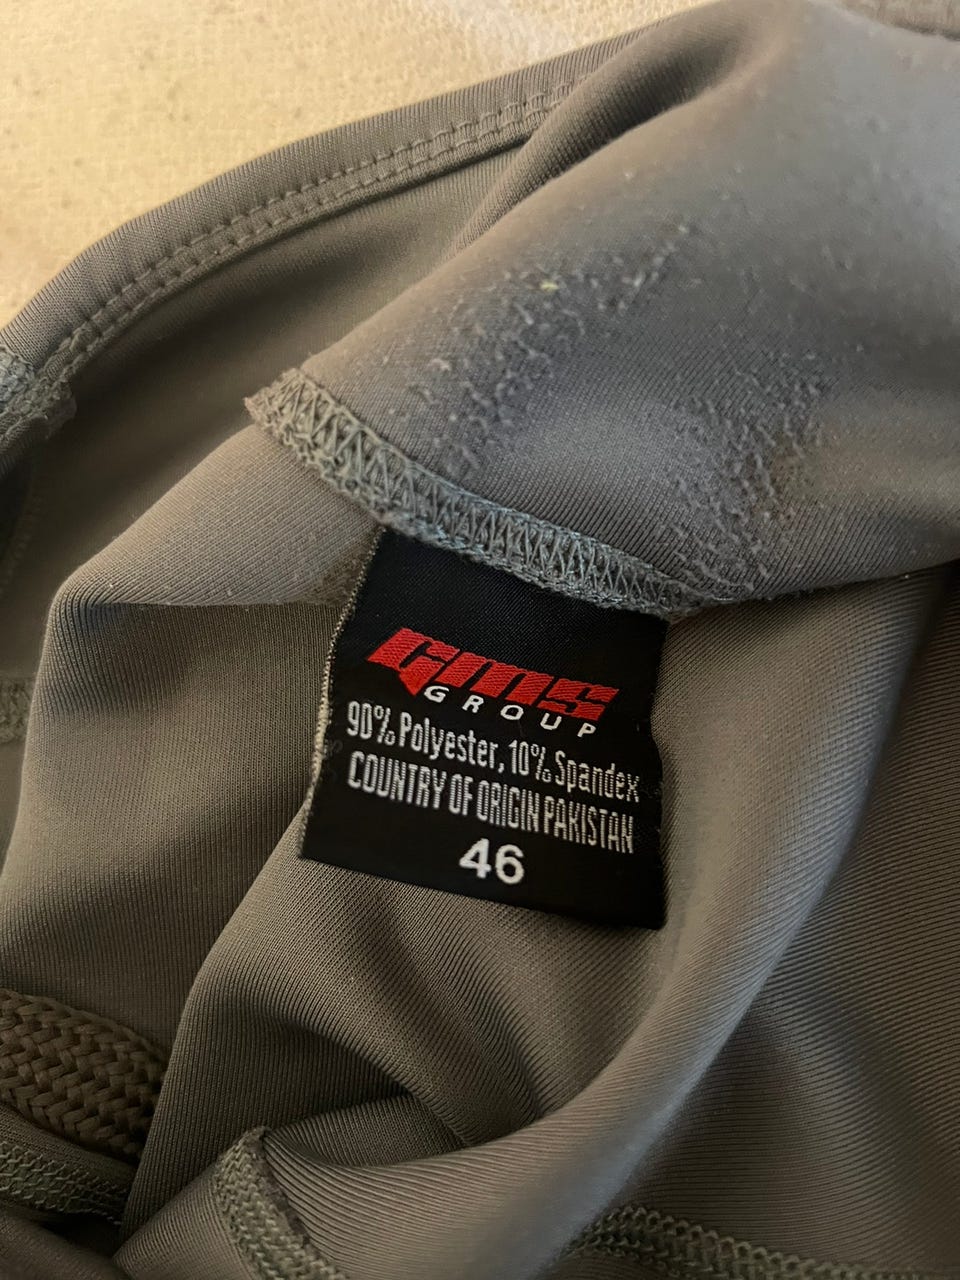 GMS
GROUP
90% Polyester, 10% Spandex
COUNTRY OF ORIGIN PAKISTAN
46